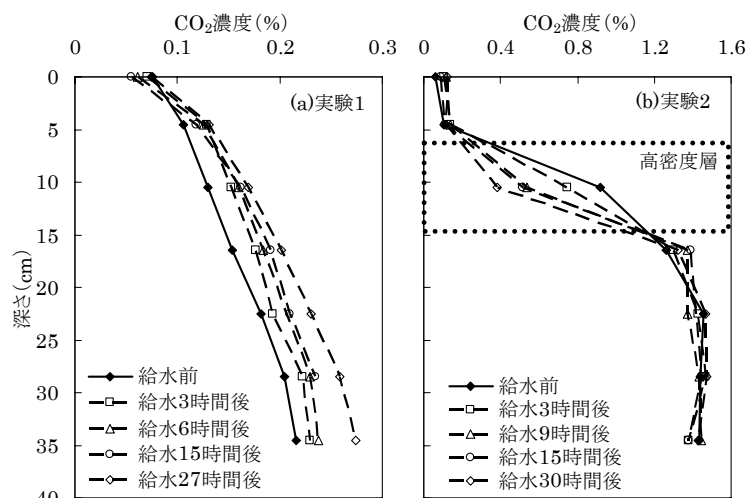 CO₂濃度(%)
CO₂濃度(%)
0 0.1 0.2 0.3
0 0.4 0.8 1.2 1.6
(a)実験1
(b)実験2
高密度層
深さ(cm)
0
5
10
15
20
25
30
35
40
給水前
給水3時間後
給水6時間後
給水15時間後
給水27時間後
給水前
給水3時間後
給水9時間後
給水15時間後
給水30時間後